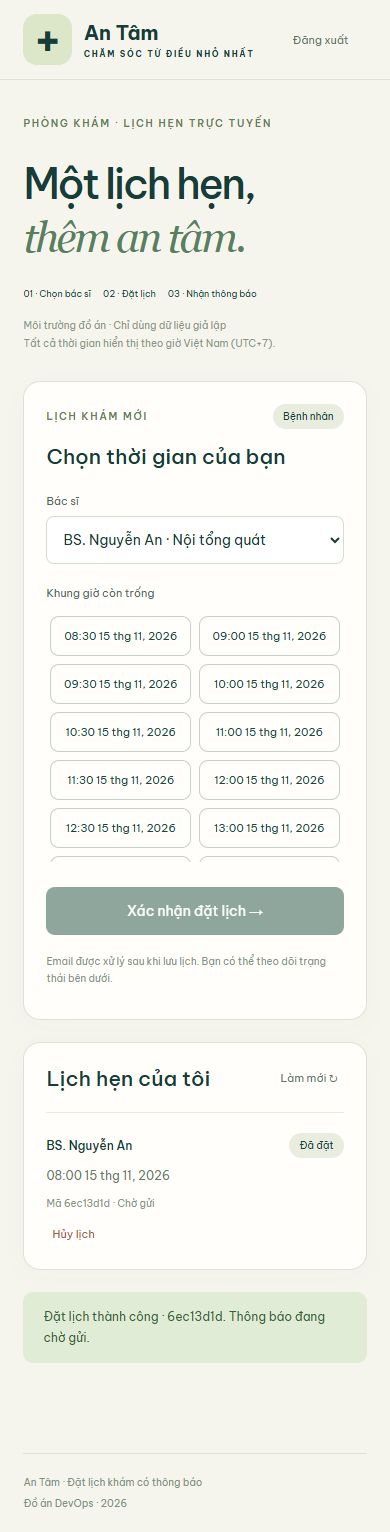 An Tâm
CHĂM SÓC TỪ ĐIỀU NHỎ NHẤT
Đăng xuất
PHÒNG KHÁM · LỊCH HẸN TRỰC TUYẾN
Một lịch hẹn,
thêm an tâm.
01 · Chọn bác sĩ 02 · Đặt lịch 03 · Nhận thông báo
Môi trường đồ án · Chỉ dùng dữ liệu giả lập
Tất cả thời gian hiển thị theo giờ Việt Nam (UTC+7).
LỊCH KHÁM MỚI
Bệnh nhân
Chọn thời gian của bạn
Bác sĩ
BS. Nguyễn An · Nội tổng quát
Khung giờ còn trống
08:30 15 thg 11, 2026
09:00 15 thg 11, 2026
09:30 15 thg 11, 2026
10:00 15 thg 11, 2026
10:30 15 thg 11, 2026
11:00 15 thg 11, 2026
11:30 15 thg 11, 2026
12:00 15 thg 11, 2026
12:30 15 thg 11, 2026
13:00 15 thg 11, 2026
Xác nhận đặt lịch →
Email được xử lý sau khi lưu lịch. Bạn có thể theo dõi trạng
thái bên dưới.
Lịch hẹn của tôi
Làm mới ↻
BS. Nguyễn An
Đã đặt
08:00 15 thg 11, 2026
Mã 6ec13d1d · Chờ gửi
Hủy lịch
Đặt lịch thành công · 6ec13d1d. Thông báo đang
chờ gửi.
An Tâm · Đặt lịch khám có thông báo
Đồ án DevOps · 2026